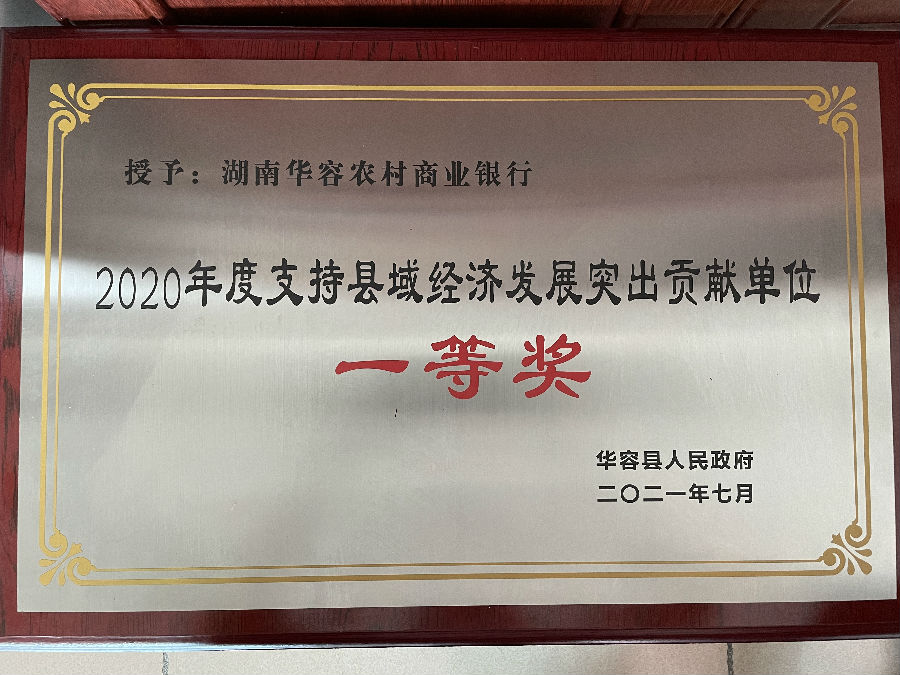 授予：湖南华容农村商业银行
2020年度支持县域经济发展突出贡献单位
一等奖
华容县人民政府
二〇二一年七月